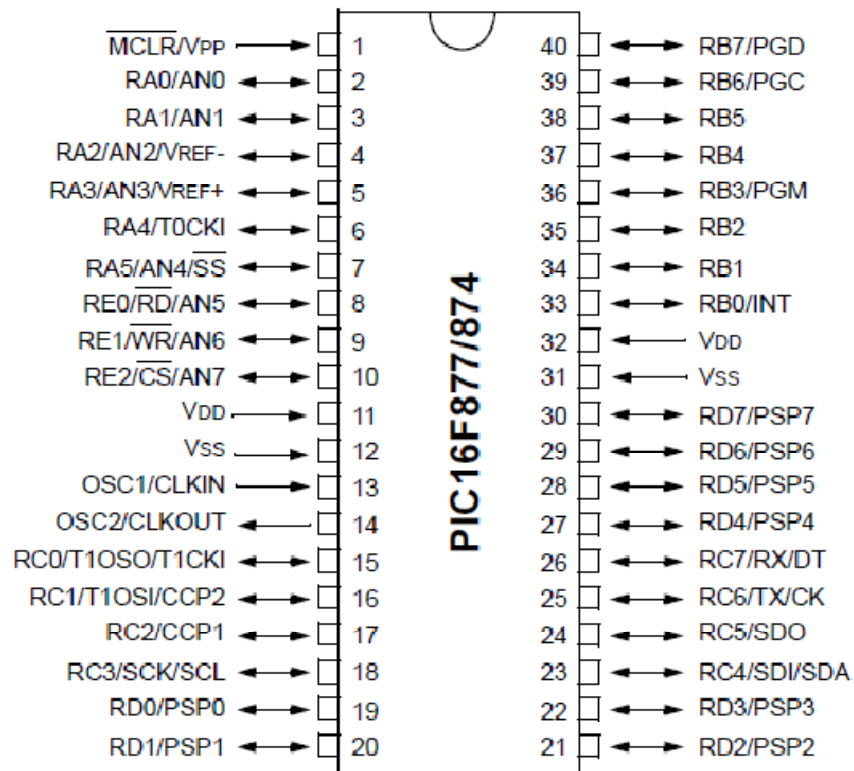 MCLR/VPP 1 40 RB7/PGD
RA0/AN0 2 39 RB6/PGC
RA1/AN1 3 38 RB5
RA2/AN2/VREF- 4 37 RB4
RA3/AN3/VREF+ 5 36 RB3/PGM
RA4/T0CKI 6 35 RB2
RA5/AN4/SS 7 34 RB1
RE0/RD/AN5 8 33 RB0/INT
RE1/WR/AN6 9 32 VDD
RE2/CS/AN7 10 31 VSS
VDD 11 30 RD7/PSP7
VSS 12 29 RD6/PSP6
OSC1/CLKIN 13 28 RD5/PSP5
OSC2/CLKOUT 14 27 RD4/PSP4
RC0/T1OSO/T1CKI 15 26 RC7/RX/DT
RC1/T1OSI/CCP2 16 25 RC6/TX/CK
RC2/CCP1 17 24 RC5/SDO
RC3/SCK/SCL 18 23 RC4/SDI/SDA
RD0/PSP0 19 22 RD3/PSP3
RD1/PSP1 20 21 RD2/PSP2
PIC16F877/874